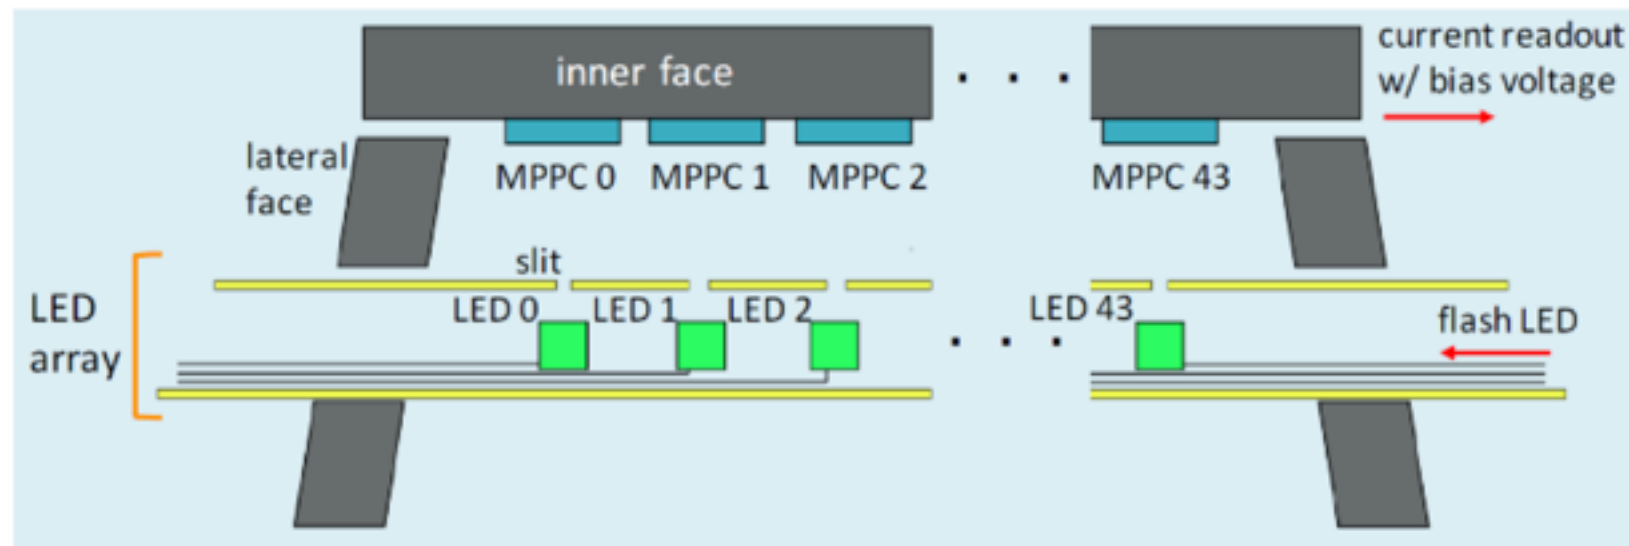 inner face
current readout
w/ bias voltage
lateral
face
MPPC 0 MPPC 1 MPPC 2 MPPC 43
slit
LED
array
LED 0 LED 1 LED 2 LED 43
flash LED